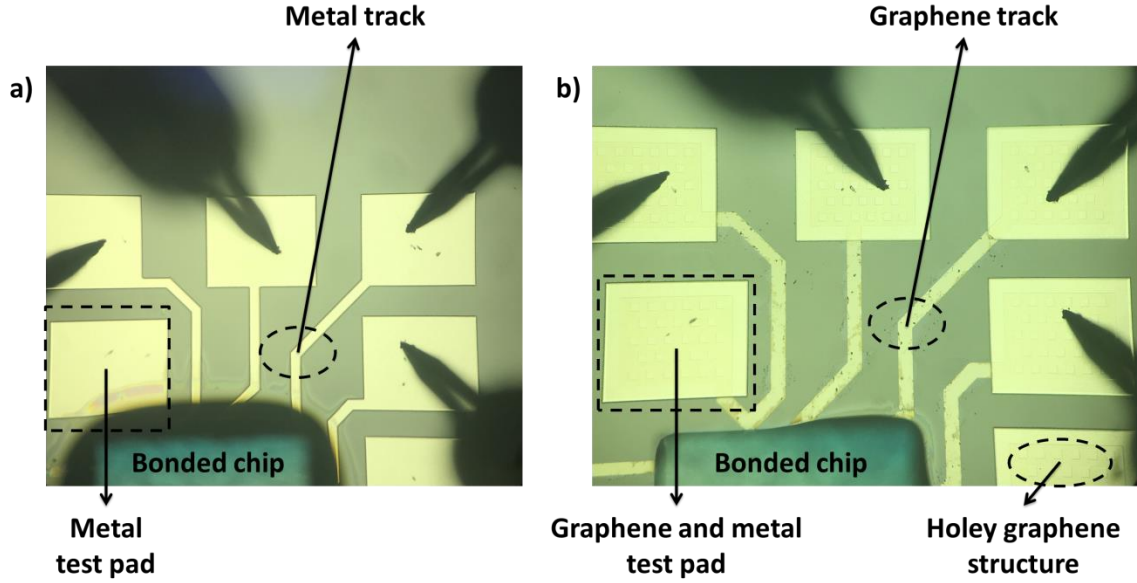 Metal track
Graphene track
a)
b)
Bonded chip
Bonded chip
Metal
test pad
Graphene and metal
test pad
Holey graphene
structure